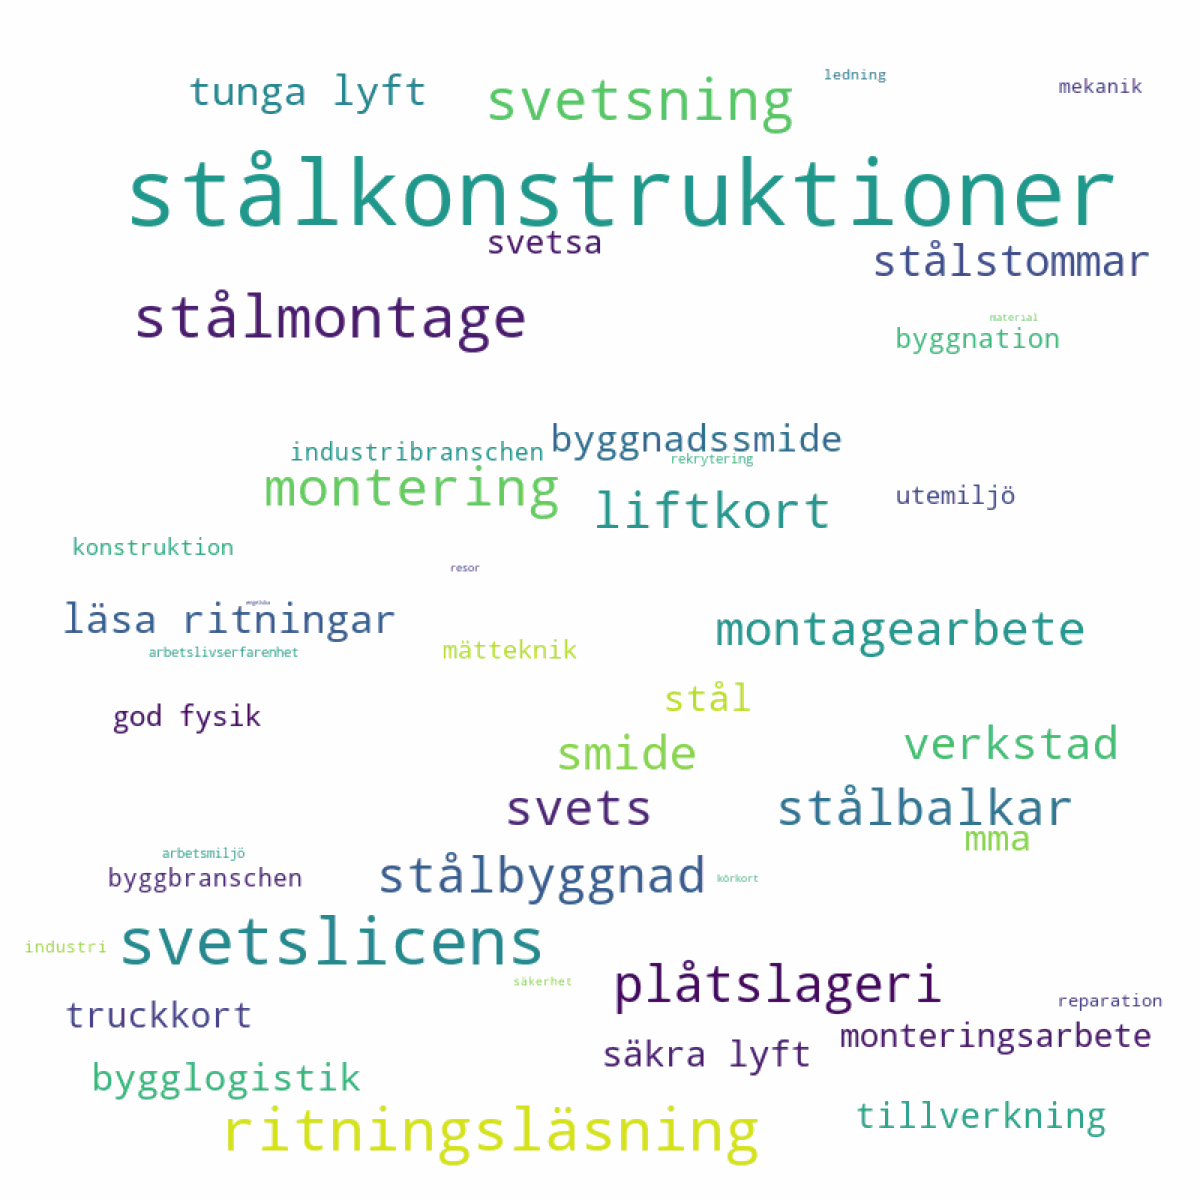 ledning
mekanik
tunga lyft
svetsning
stålkonstruktioner
svetsa
stålstommar
stålmontage
material
byggnation
byggnadssmide
industribranschen
rekrytering
montering
liftkort
utemiljö
konstruktion
resor
engelska
läsa ritningar
montagearbete
arbetslivserfarenhet
mätteknik
stål
god fysik
verkstad
smide
svets
stålbalkar
mma
arbetsmiljö
byggbranschen
stålbyggnad
körkort
svetslicens
industri
säkerhet
plåtslageri
reparation
truckkort
monteringsarbete
säkra lyft
bygglogistik
tillverkning
ritningsläsning